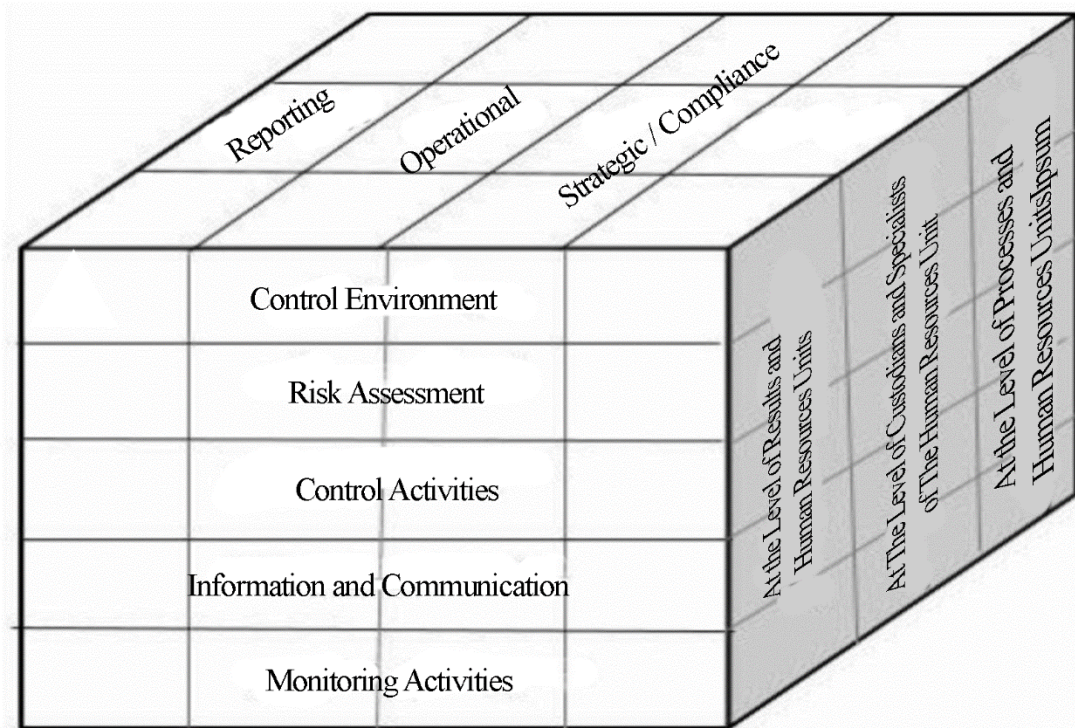 Reporting
Operational
Strategic / Compliance
Control Environment
Risk Assessment
Control Activities
Information and Communication
Monitoring Activities
At the Level of Results and
Human Resources Units
At The Level of Custodians and Specialists
of The Human Resources Unit
At the Level of Processes and
Human Resources UnitsIpsum